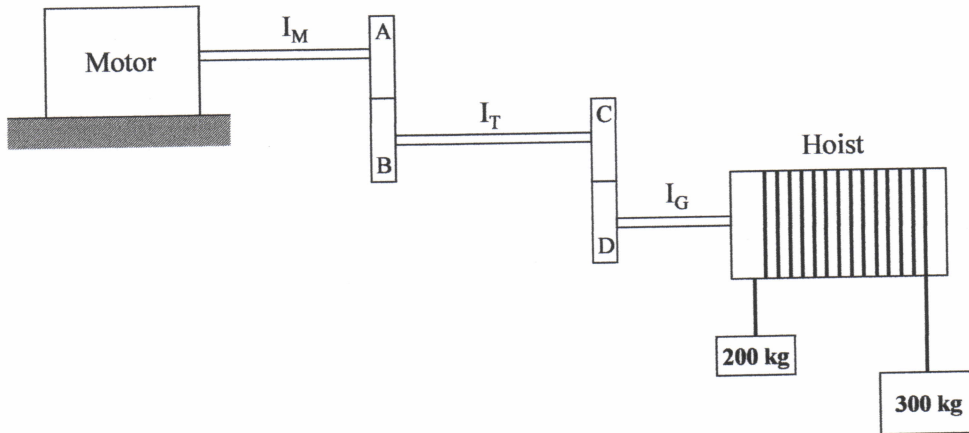 I_M
A
Motor
I_T
C
B
Hoist
I_G
D
200 kg
300 kg